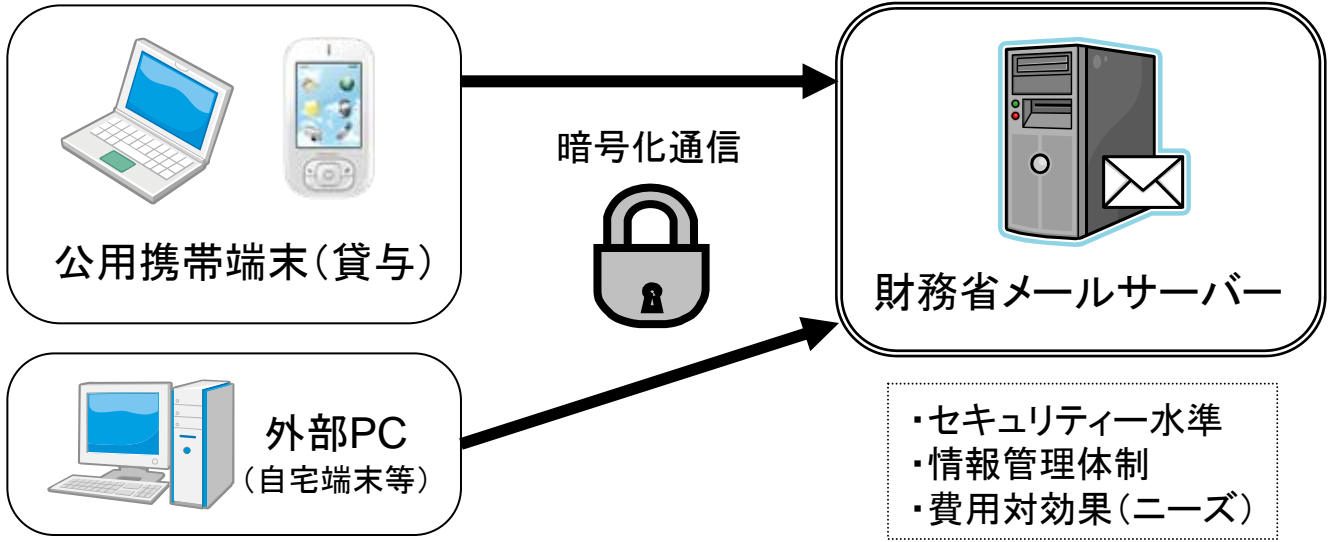 公用携帯端末（貸与）
暗号化通信
財務省メールサーバー
外部PC
（自宅端末等）
・セキュリティー水準
・情報管理体制
・費用対効果（ニーズ）